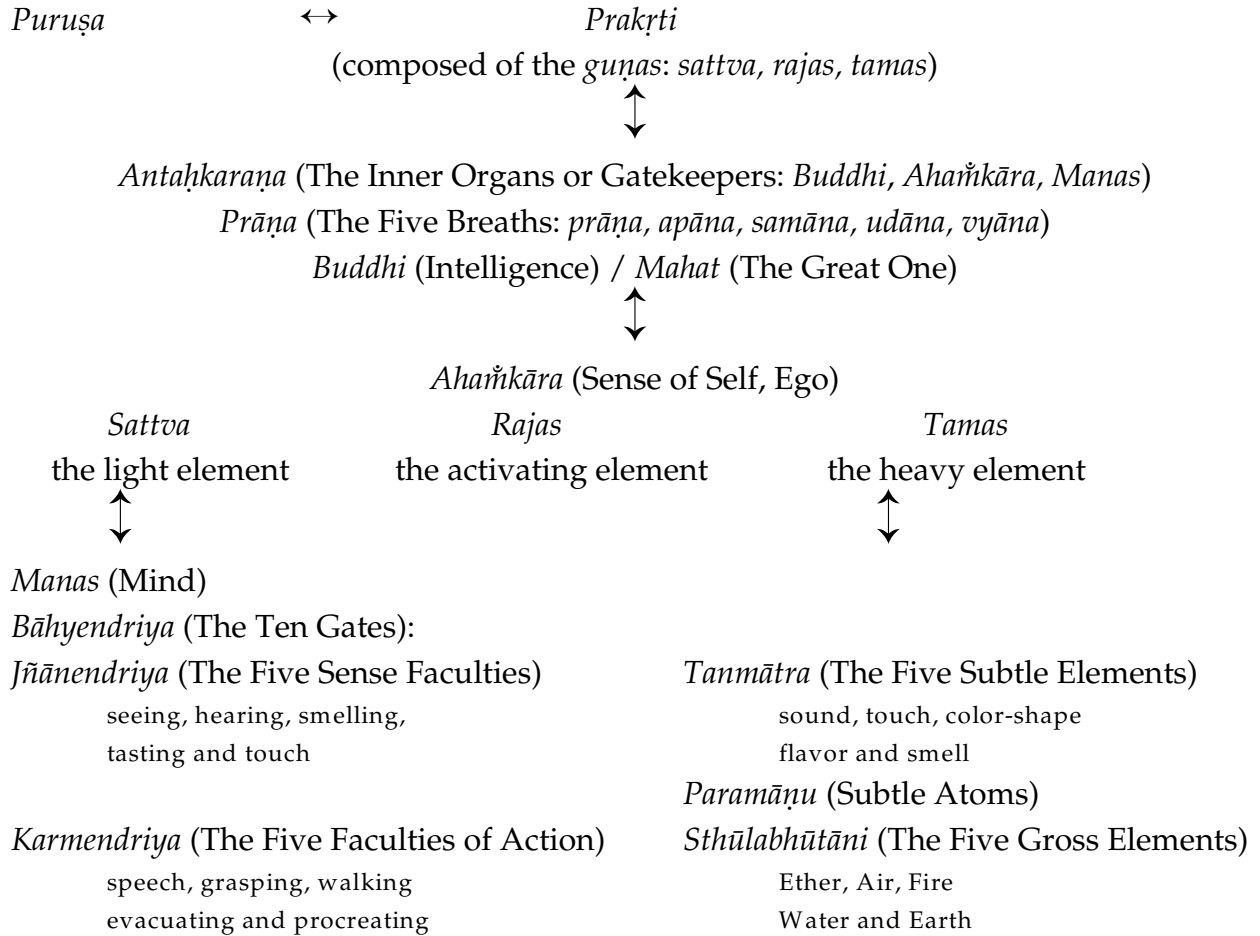 Puruṣa ↔ Prakṛti
(composed of the guṇas: sattva, rajas, tamas)
Antaḥkaraṇa (The Inner Organs or Gatekeepers: Buddhi, Ahaṁ̊kāra, Manas)
Prāṇa (The Five Breaths: prāṇa, apāna, samāna, udāna, vyāna)
Buddhi (Intelligence) / Mahat (The Great One)
Ahaṁ̊kāra (Sense of Self, Ego)
Sattva Rajas Tamas
the light element the activating element the heavy element
Manas (Mind)
Bāhyendriya (The Ten Gates):
Jñānendriya (The Five Sense Faculties) Tanmātra (The Five Subtle Elements)
seeing, hearing, smelling, sound, touch, color-shape
tasting and touch flavor and smell
Paramāṇu (Subtle Atoms)
Karmendriya (The Five Faculties of Action) Sthūlabhūtāni (The Five Gross Elements)
speech, grasping, walking Ether, Air, Fire
evacuating and procreating Water and Earth